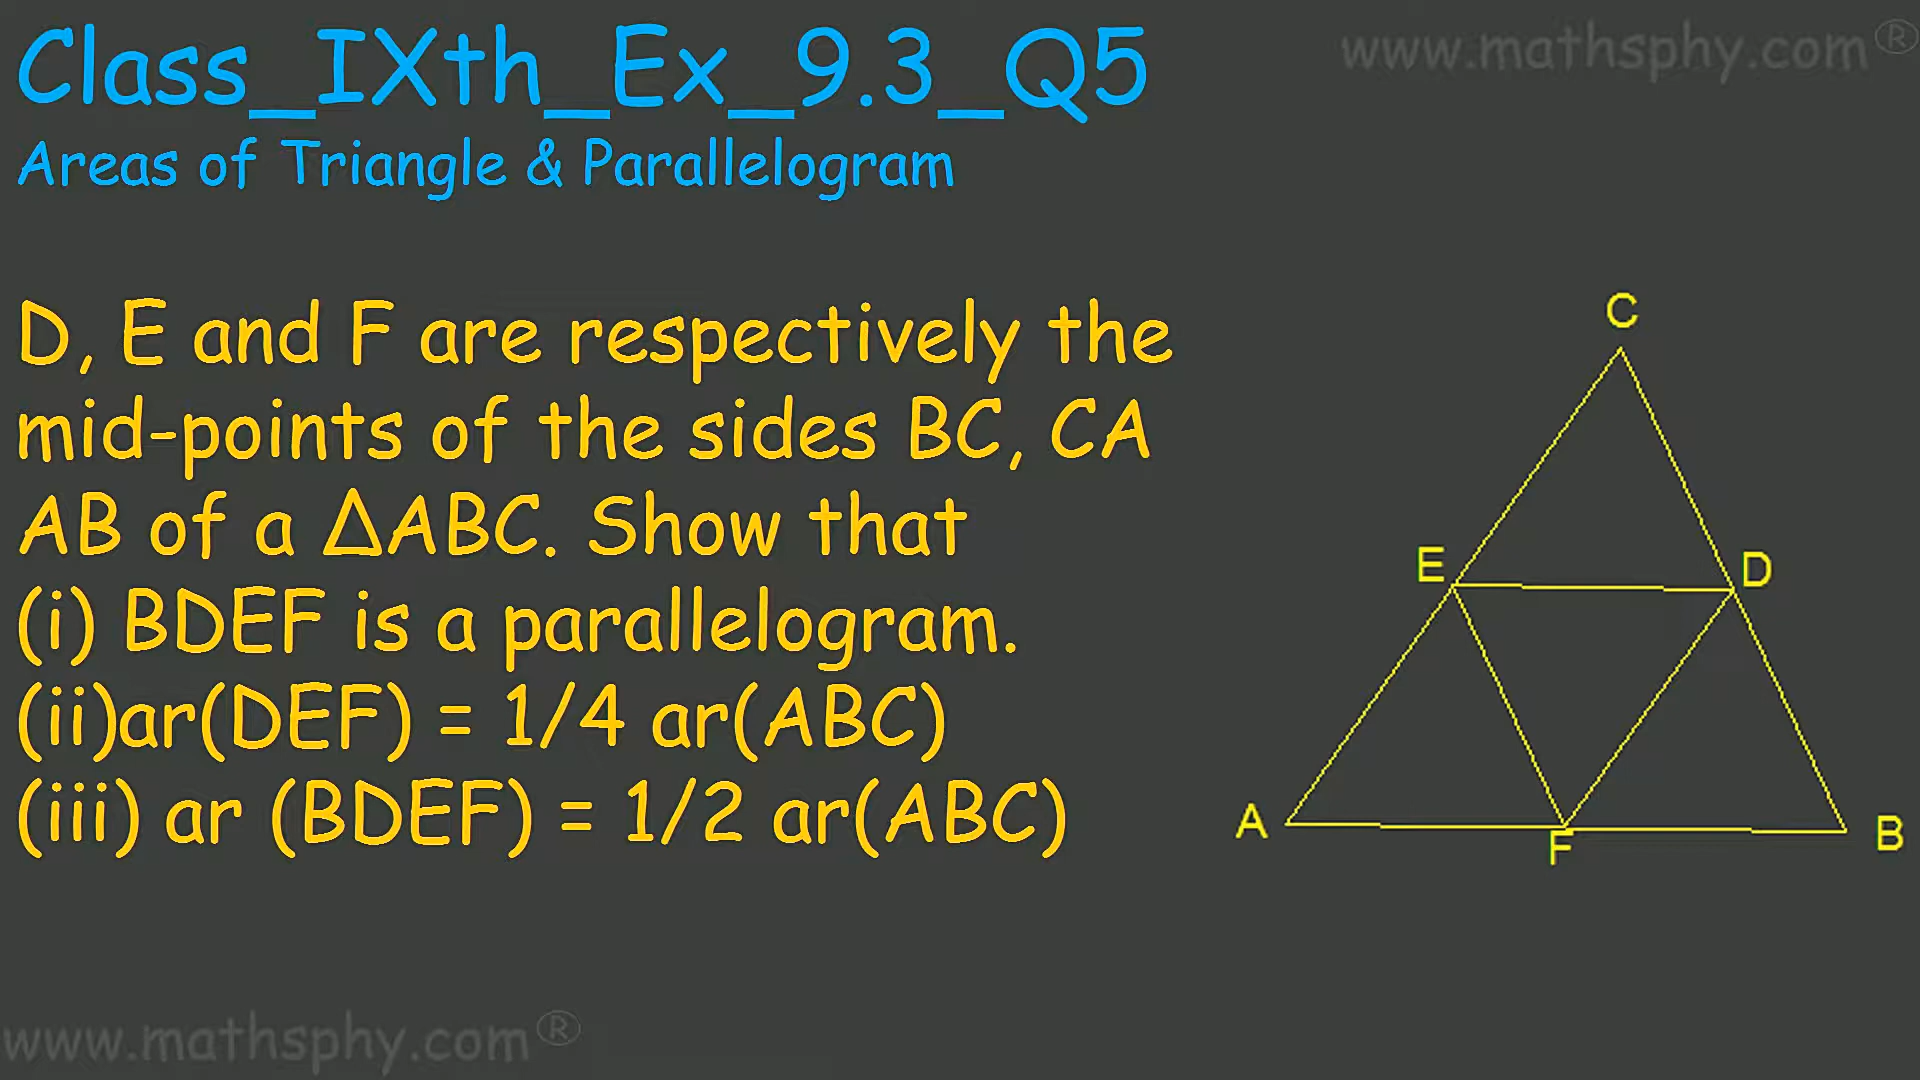 Class_IXth_Ex_9.3_Q5
www.mathsphy.com®
Areas of Triangle & Parallelogram
D, E and F are respectively the
mid-points of the sides BC, CA
AB of a ΔABC. Show that
(i) BDEF is a parallelogram.
(ii)ar(DEF) = 1/4 ar(ABC)
(iii) ar (BDEF) = 1/2 ar(ABC)
C
E
D
A
F
B
www.mathsphy.com®